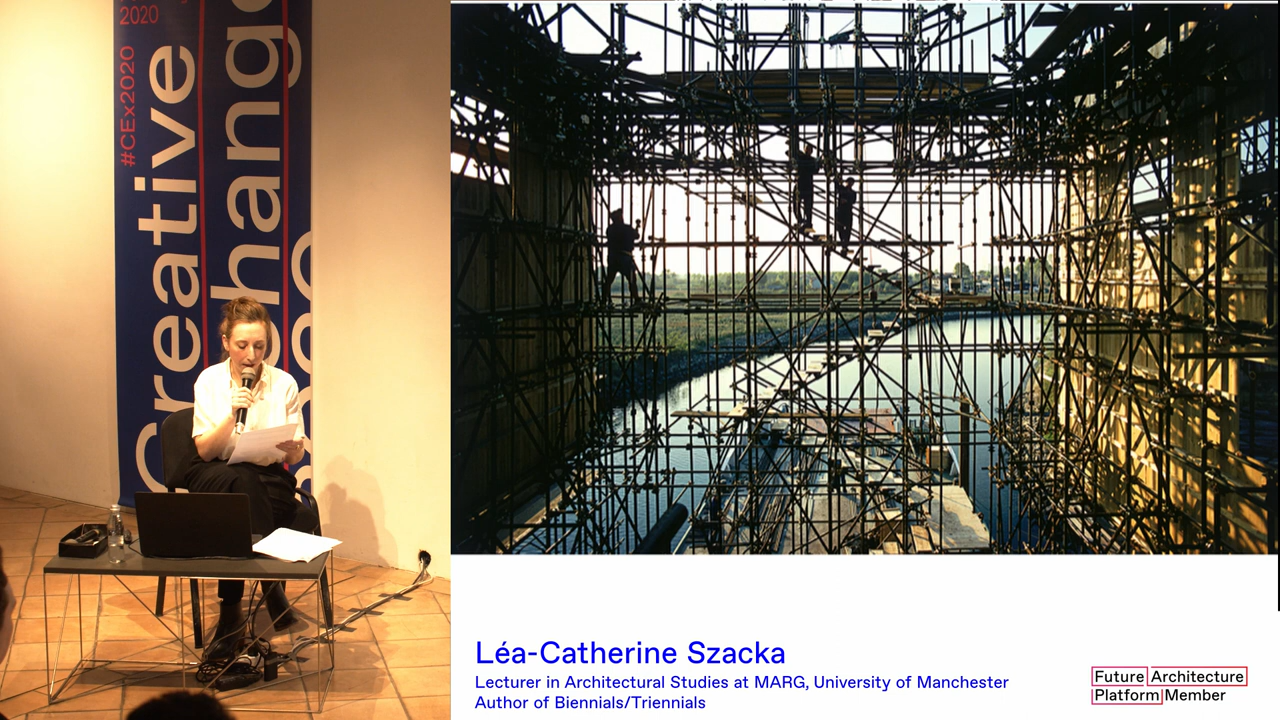 2020
#CEx2020
Creative
Léa-Catherine Szacka
Lecturer in Architectural Studies at MARG, University of Manchester
Author of Biennials/Triennials
Future Architecture
Platform Member